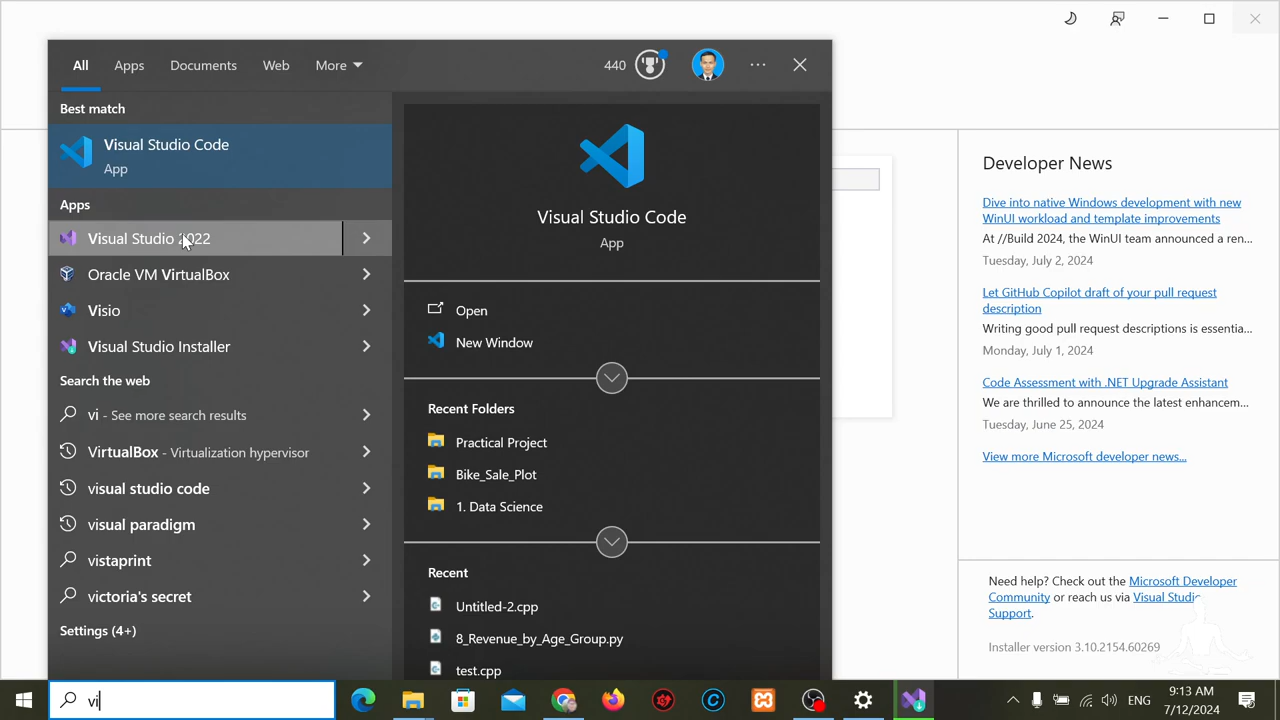 All
Apps
Documents
Web
More
440
Best match
Visual Studio Code
App
Apps
Visual Studio 2022
Oracle VM VirtualBox
Visio
Visual Studio Installer
Search the web
vi - See more search results
VirtualBox - Virtualization hypervisor
visual studio code
visual paradigm
vistaprint
victoria's secret
Settings (4+)
Visual Studio Code
App
Open
New Window
Recent Folders
Practical Project
Bike_Sale_Plot
1. Data Science
Recent
Untitled-2.cpp
8_Revenue_by_Age_Group.py
test.cpp
Developer News
Dive into native Windows development with new
WinUI workload and template improvements
At //Build 2024, the WinUI team announced a ren...
Tuesday, July 2, 2024
Let GitHub Copilot draft of your pull request
description
Writing good pull request descriptions is essentia...
Monday, July 1, 2024
Code Assessment with .NET Upgrade Assistant
We are thrilled to announce the latest enhancem...
Tuesday, June 25, 2024
View more Microsoft developer news...
Need help? Check out the Microsoft Developer
Community or reach us via Visual Studio
Support.
Installer version 3.10.2154.60269
vi
ENG
9:13 AM
7/12/2024